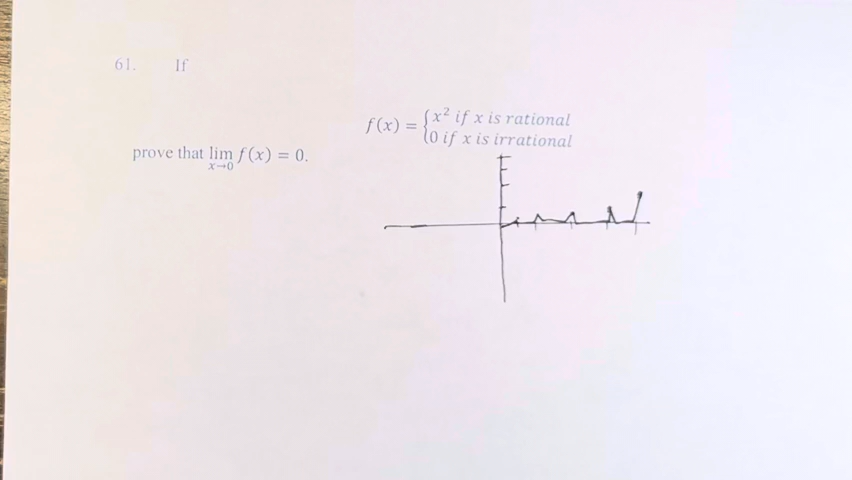 61. If
f(x) = {x² if x is rational
{0 if x is irrational
prove that lim f(x) = 0.
x→0